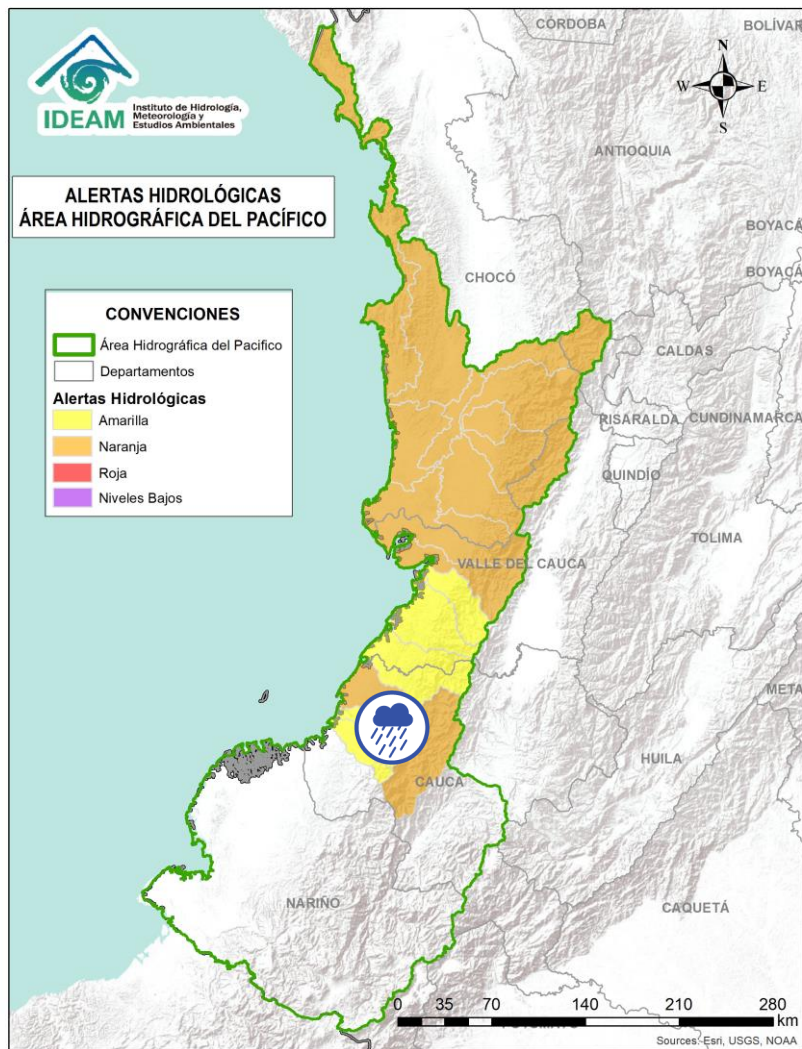 CÓRDOBA
BOLÍVAR
N
W
E
S
IDEAM
Instituto de Hidrología,
Meteorología y
Estudios Ambientales
ANTIOQUIA
ALERTAS HIDROLÓGICAS
ÁREA HIDROGRÁFICA DEL PACÍFICO
BOYACÁ
BOYACÁ
CHOCÓ
CONVENCIONES
Área Hidrográfica del Pacifico
Departamentos
Alertas Hidrológicas
Amarilla
Naranja
Roja
Niveles Bajos
CALDAS
RISARALDA
CUNDINAMARCA
QUINDÍO
TOLIMA
VALLE DEL CAUCA
META
HUILA
CAUCA
NARIÑO
CAQUETÁ
0 35 70 140 210 280
km
Sources: Esri, USGS, NOAA